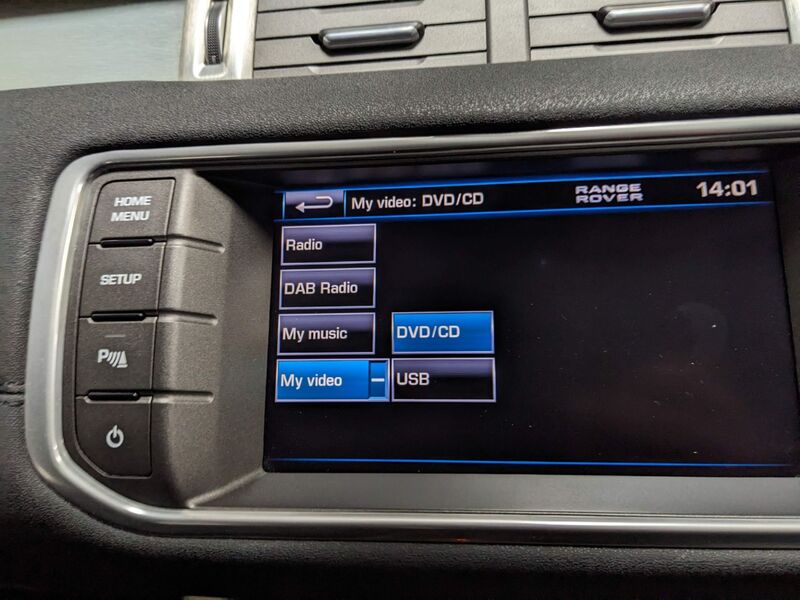 HOME
MENU
SETUP
P
My video: DVD/CD
RANGE
ROVER
14:01
Radio
DAB Radio
My music
DVD/CD
My video
USB